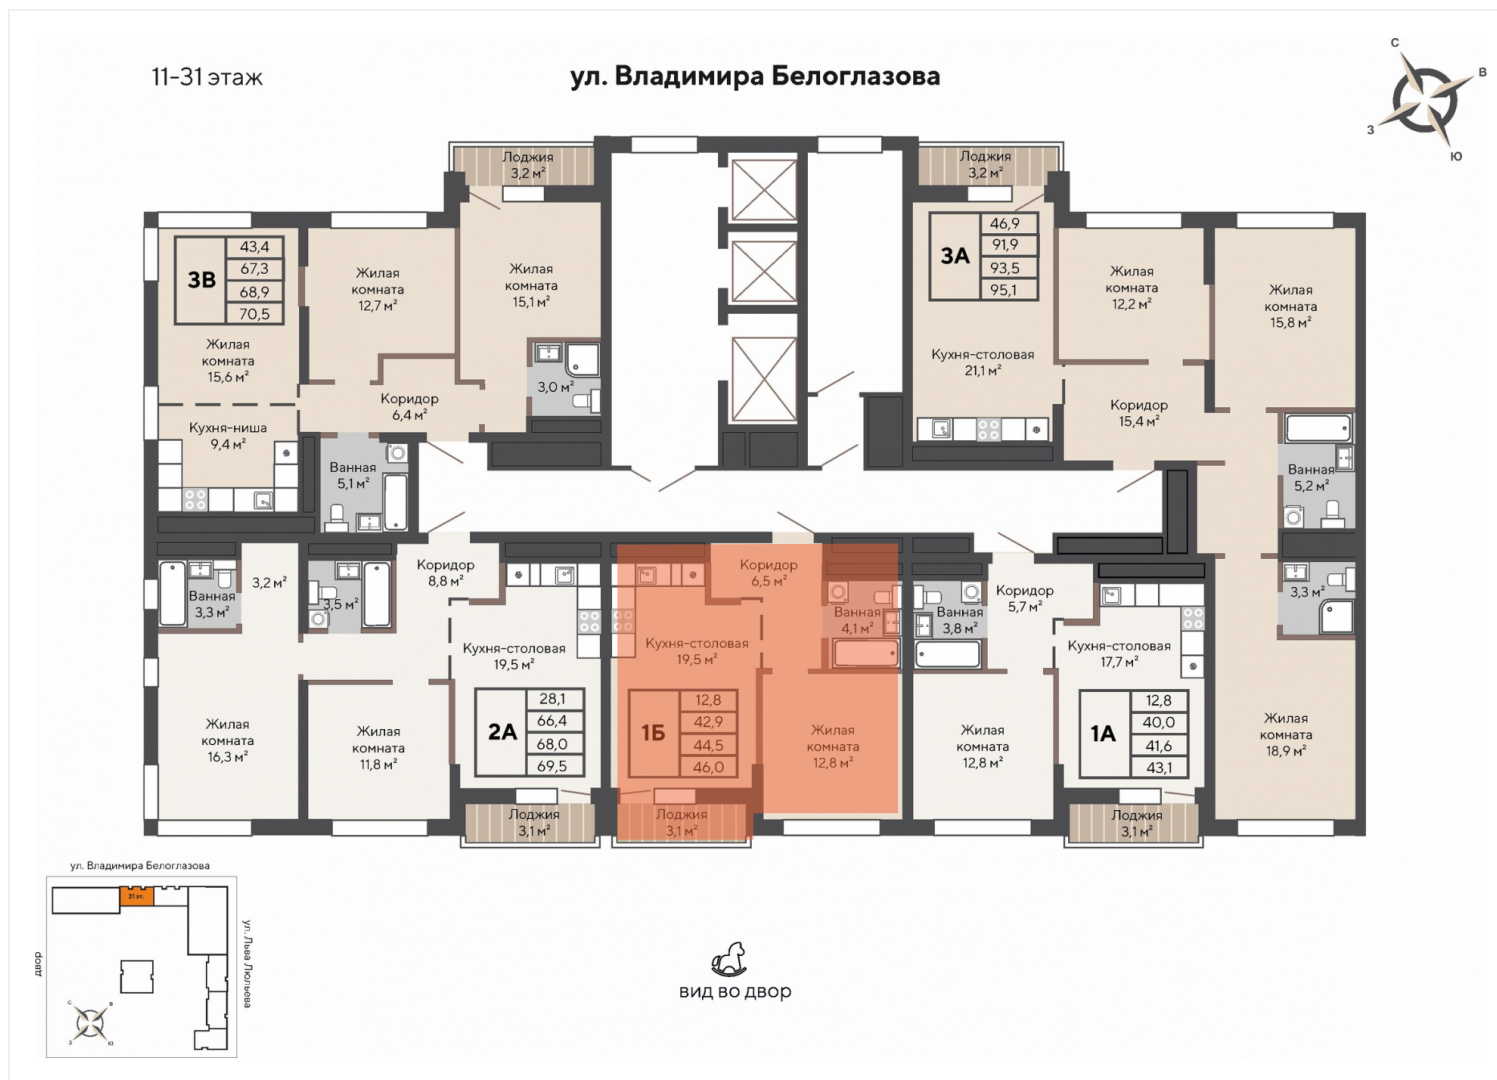 11-31 этаж
ул. Владимира Белоглазова
С
В
З
Ю
Лоджия
3,2 м²
Лоджия
3,2 м²
3В
43,4
67,3
68,9
70,5
Жилая
комната
15,6 м²
Кухня-ниша
9,4 м²
Жилая
комната
12,7 м²
Жилая
комната
15,1 м²
3,0 м²
Коридор
6,4 м²
Ванная
5,1 м²
3А
46,9
91,9
93,5
95,1
Кухня-столовая
21,1 м²
Жилая
комната
12,2 м²
Жилая
комната
15,8 м²
Коридор
15,4 м²
Ванная
5,2 м²
3,3 м²
Жилая
комната
18,9 м²
Ванная
3,3 м²
3,2 м²
3,5 м²
Коридор
8,8 м²
Кухня-столовая
19,5 м²
2А
28,1
66,4
68,0
69,5
Жилая
комната
16,3 м²
Жилая
комната
11,8 м²
Лоджия
3,1 м²
Коридор
6,5 м²
Ванная
4,1 м²
Кухня-столовая
19,5 м²
1Б
12,8
42,9
44,5
46,0
Жилая
комната
12,8 м²
Лоджия
3,1 м²
Ванная
3,8 м²
Коридор
5,7 м²
Кухня-столовая
17,7 м²
1А
12,8
40,0
41,6
43,1
Жилая
комната
12,8 м²
Лоджия
3,1 м²
ул. Владимира Белоглазова
31 эт.
двор
ул. Льва Люльева
С
В
З
Ю
вид во двор